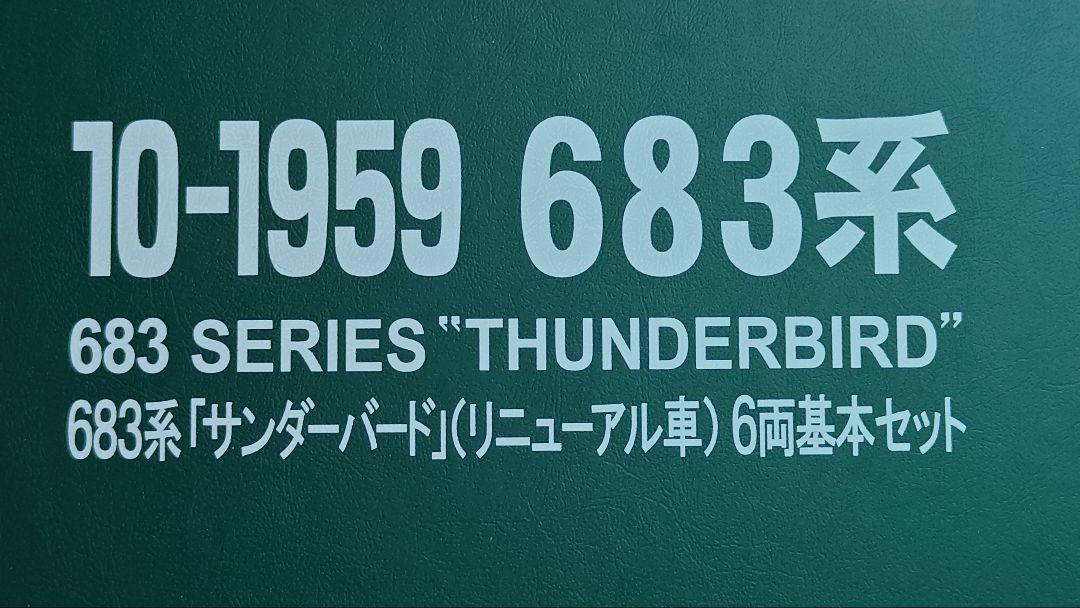 10-1959 683系
683 SERIES “THUNDERBIRD”
683系「サンダーバード」(リニューアル車) 6両基本セット